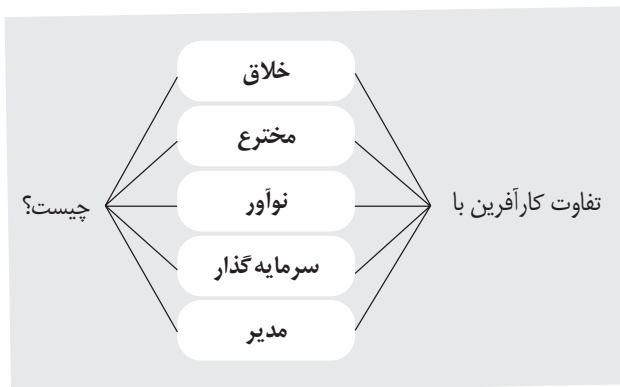 تفاوت کارآفرین با
خلاق
مخترع
نوآور
سرمایه‌گذار
مدیر
چیست؟